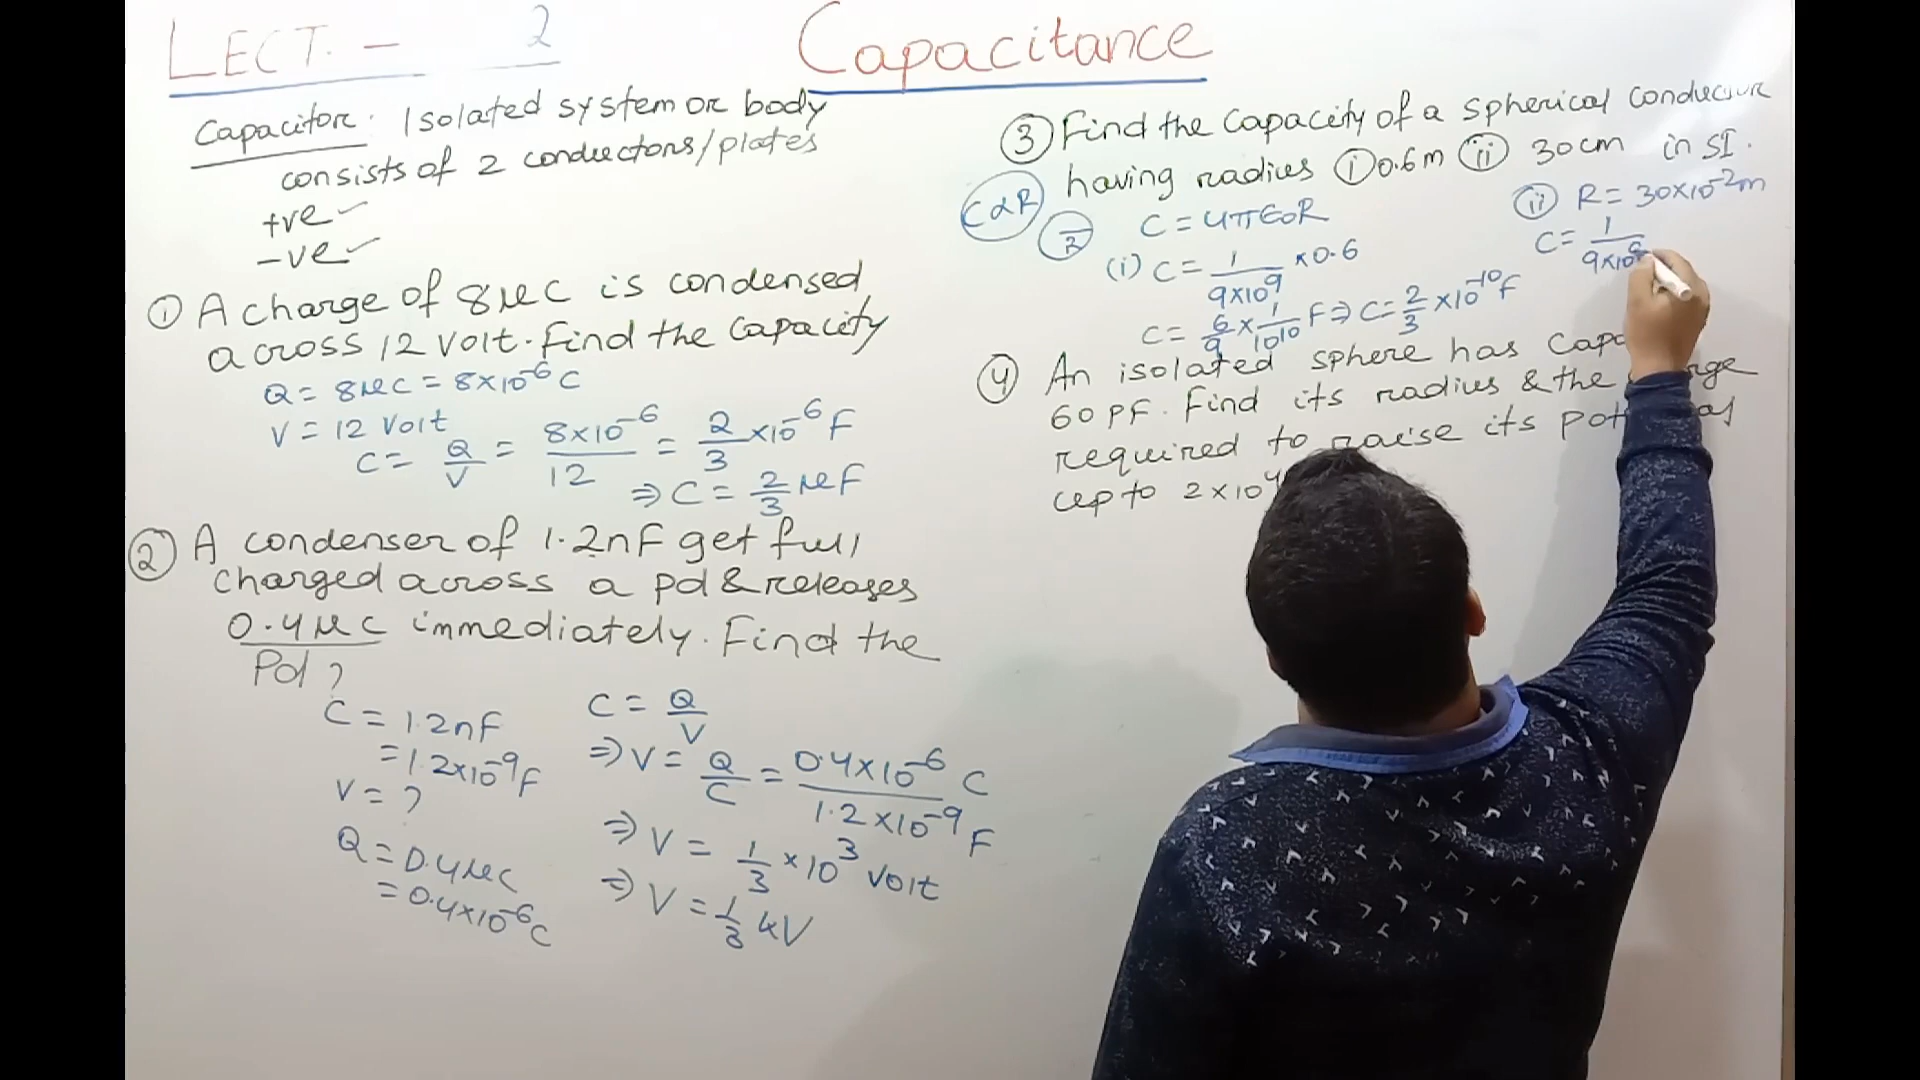 LECT. - 2
Capacitance
Capacitor: Isolated system or body
consists of 2 conductors/plates
+ve ✓
-ve ✓
① A charge of 8μC is condensed
across 12 volt. Find the capacity
Q = 8μC = 8×10⁻⁶ C
V = 12 volt
C = Q/V = 8×10⁻⁶/12 = 2/3 ×10⁻⁶ F
⇒ C = 2/3 μF
② A condenser of 1.2nF get full
charged across a pd & releases
0.4μC immediately. Find the
Pd?
C = 1.2nF
= 1.2×10⁻⁹F
V = ?
Q = 0.4μC
= 0.4×10⁻⁶C
C = Q/V
⇒ V = Q/C = 0.4×10⁻⁶ C/1.2×10⁻⁹ F
⇒ V = 1/3 ×10³ volt
⇒ V = 1/3 kV
③ Find the capacity of a spherical conductor
having radius ① 0.6m ② 30cm in SI.
C∝R
C = 4πε0R
(i) C = 1/9×10⁹ ×0.6
C = 6/9 × 1/10¹⁰ F ⇒ C = 2/3 ×10⁻¹⁰F
(ii) R = 30×10⁻²m
C = 1/9×10
④ An isolated sphere has
60 PF. Find its radius & the
required to raise its
up to 2×10⁴